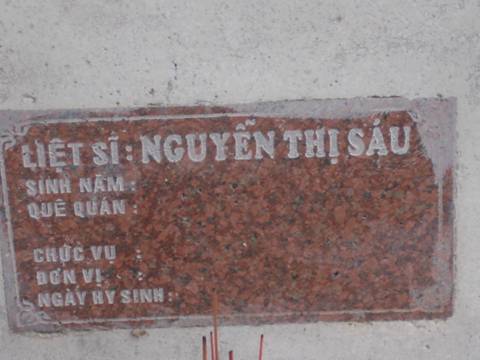 LIỆT SĨ: NGUYỄN THỊ SÁU
SINH NĂM :
QUÊ QUÁN :
CHỨC VỤ :
ĐƠN VỊ :
NGÀY HY SINH :